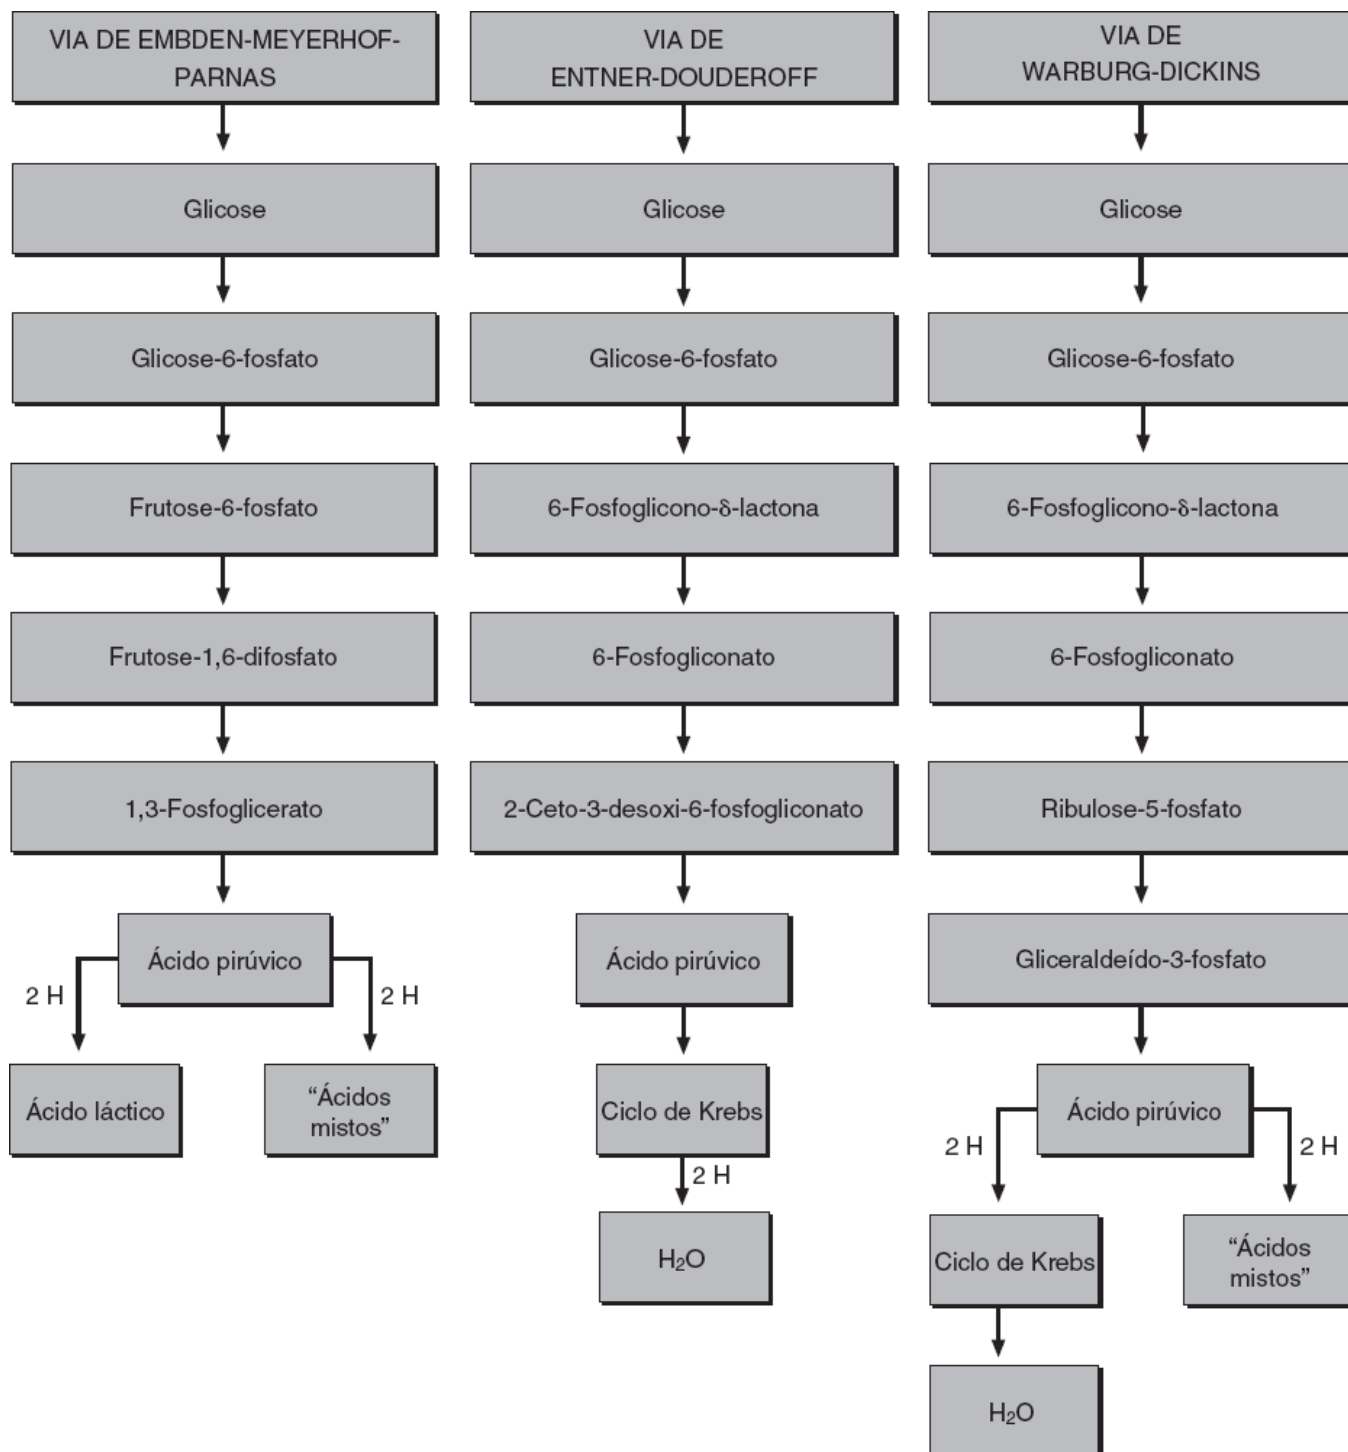 VIA DE EMBDEN-MEYERHOF-
PARNAS
Glicose
Glicose-6-fosfato
Frutose-6-fosfato
Frutose-1,6-difosfato
1,3-Fosfoglicerato
Ácido pirúvico
2 H
2 H
Ácido láctico
“Ácidos
mistos”
VIA DE
ENTNER-DOUDEROFF
Glicose
Glicose-6-fosfato
6-Fosfoglicono-δ-lactona
6-Fosfogliconato
2-Ceto-3-desoxi-6-fosfogliconato
Ácido pirúvico
Ciclo de Krebs
2 H
H₂O
VIA DE
WARBURG-DICKINS
Glicose
Glicose-6-fosfato
6-Fosfoglicono-δ-lactona
6-Fosfogliconato
Ribulose-5-fosfato
Gliceraldeído-3-fosfato
Ácido pirúvico
2 H
2 H
Ciclo de Krebs
“Ácidos
mistos”
H₂O